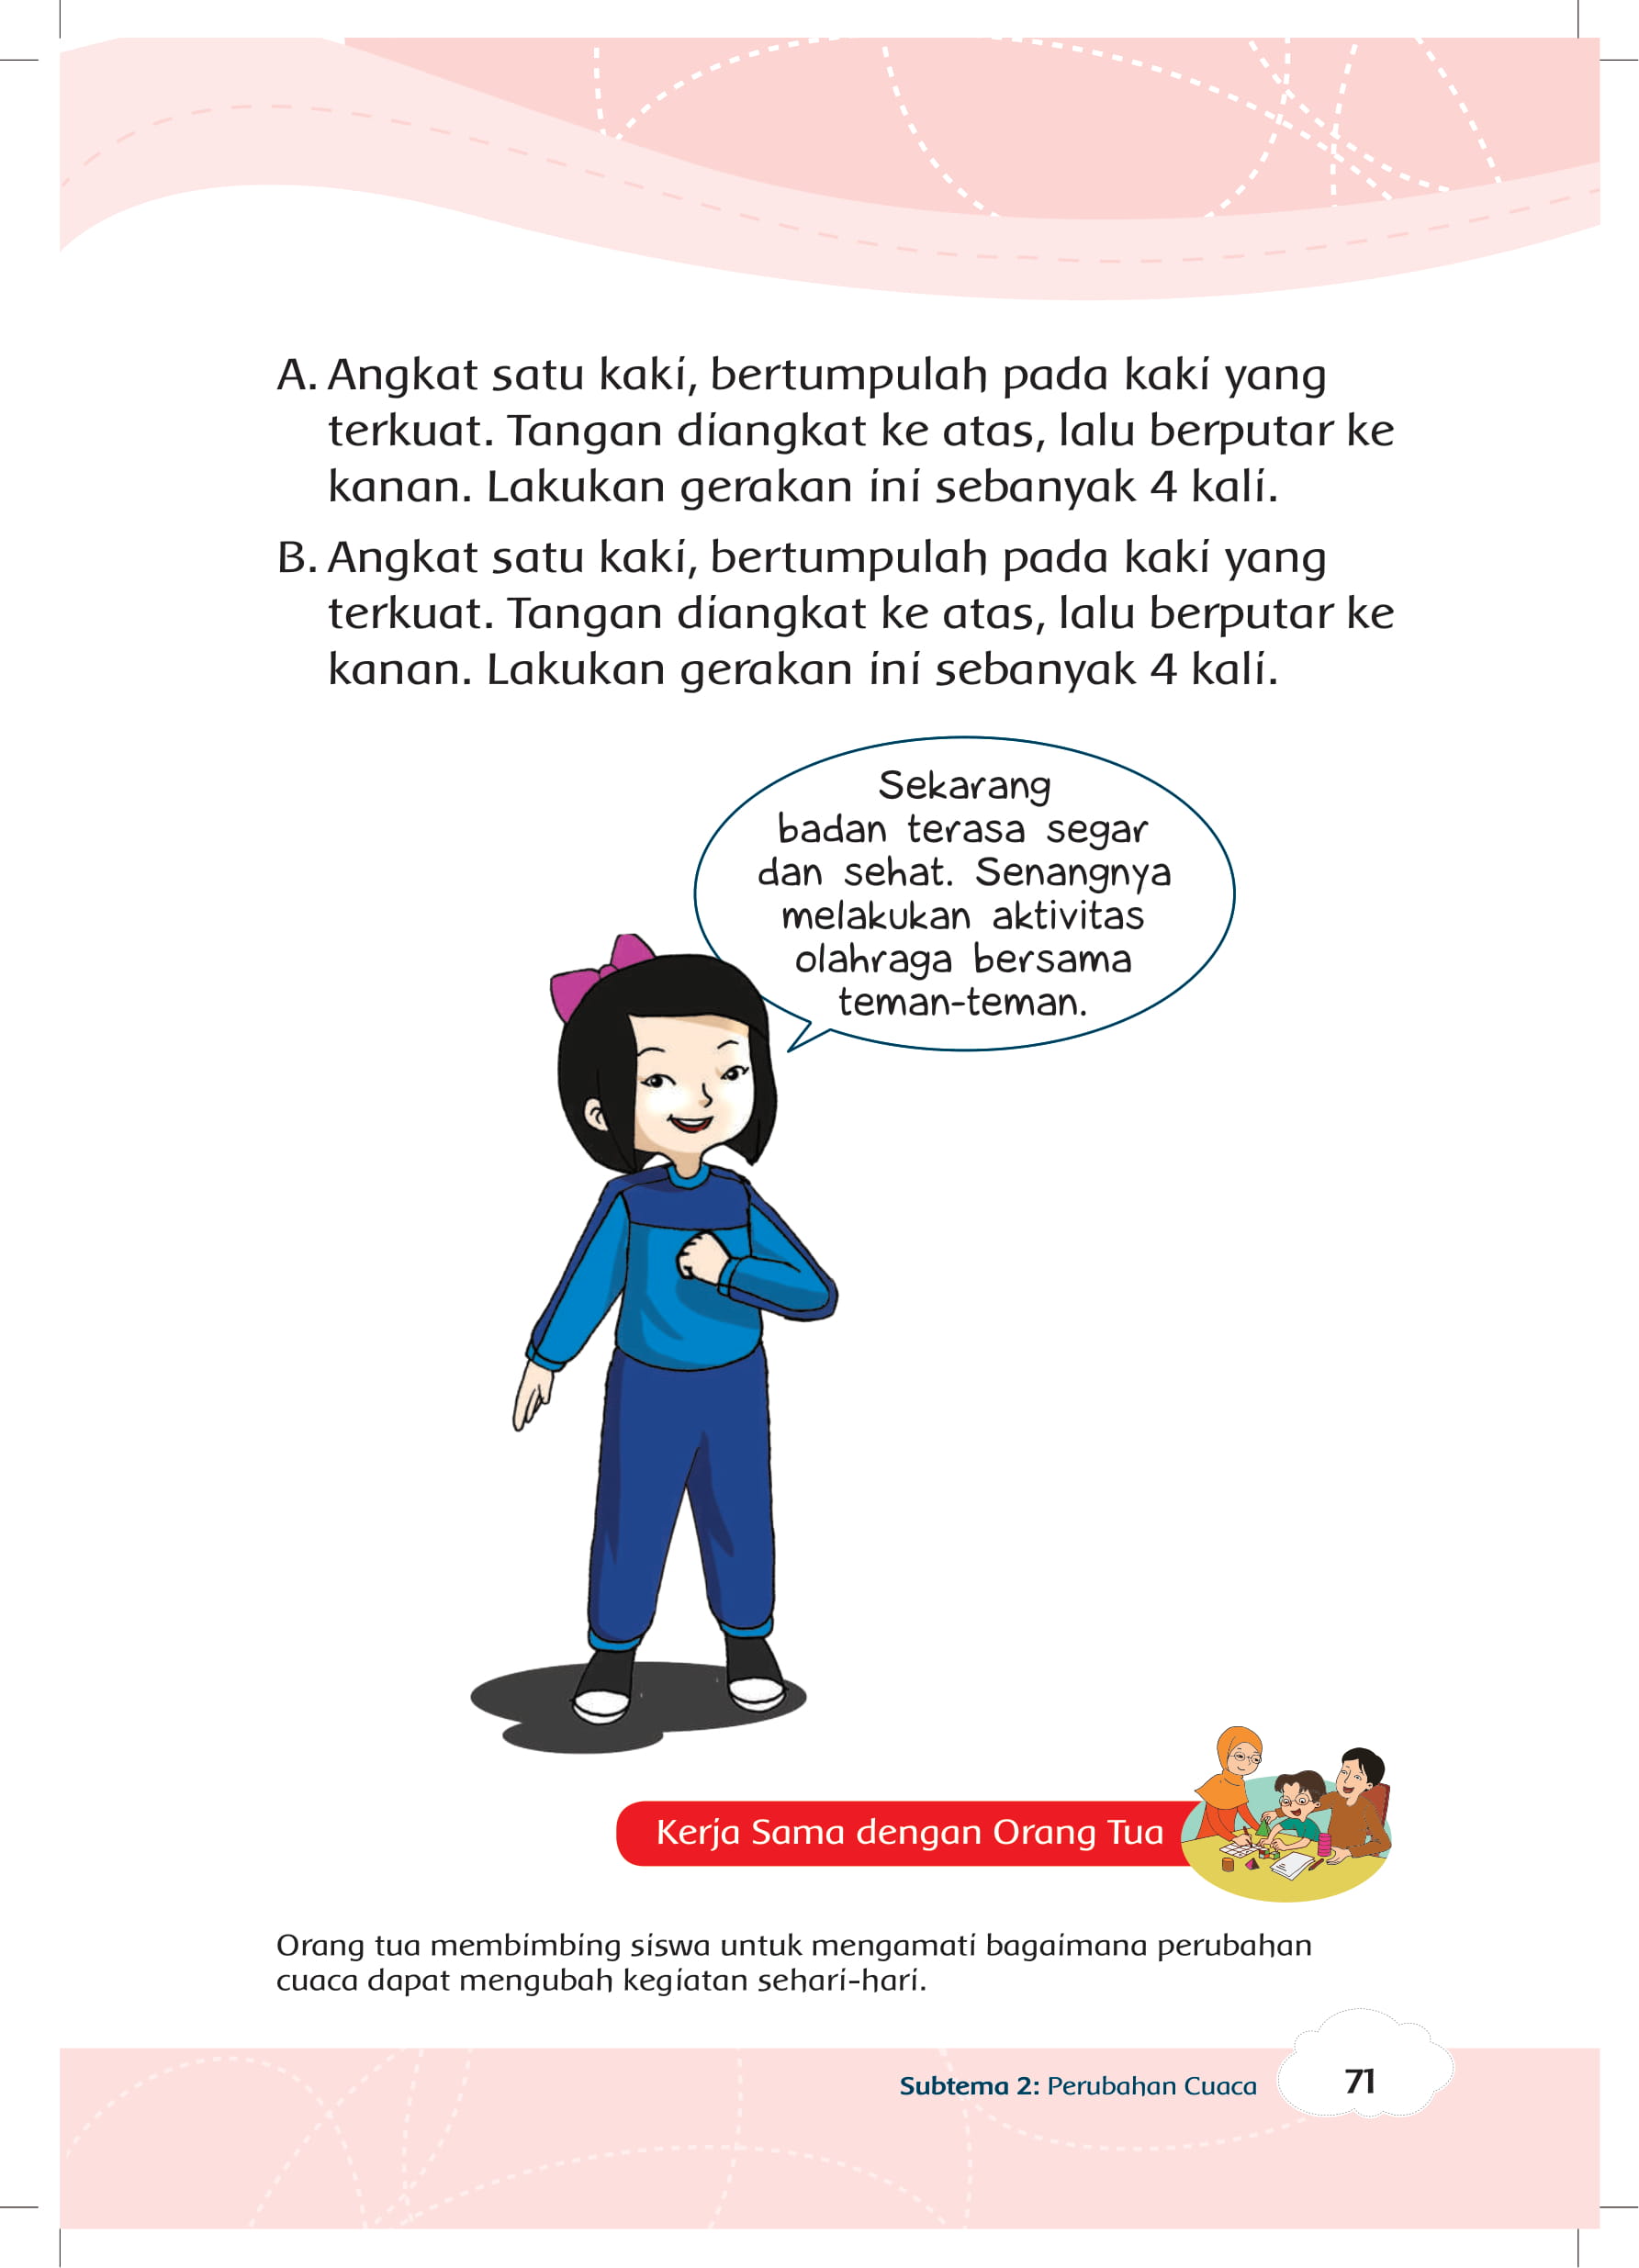 A. Angkat satu kaki, bertumpulah pada kaki yang
terkuat. Tangan diangkat ke atas, lalu berputar ke
kanan. Lakukan gerakan ini sebanyak 4 kali.
B. Angkat satu kaki, bertumpulah pada kaki yang
terkuat. Tangan diangkat ke atas, lalu berputar ke
kanan. Lakukan gerakan ini sebanyak 4 kali.
Sekarang
badan terasa segar
dan sehat. Senangnya
melakukan aktivitas
olahraga bersama
teman-teman.
Kerja Sama dengan Orang Tua
Orang tua membimbing siswa untuk mengamati bagaimana perubahan
cuaca dapat mengubah kegiatan sehari-hari.
Subtema 2: Perubahan Cuaca
71